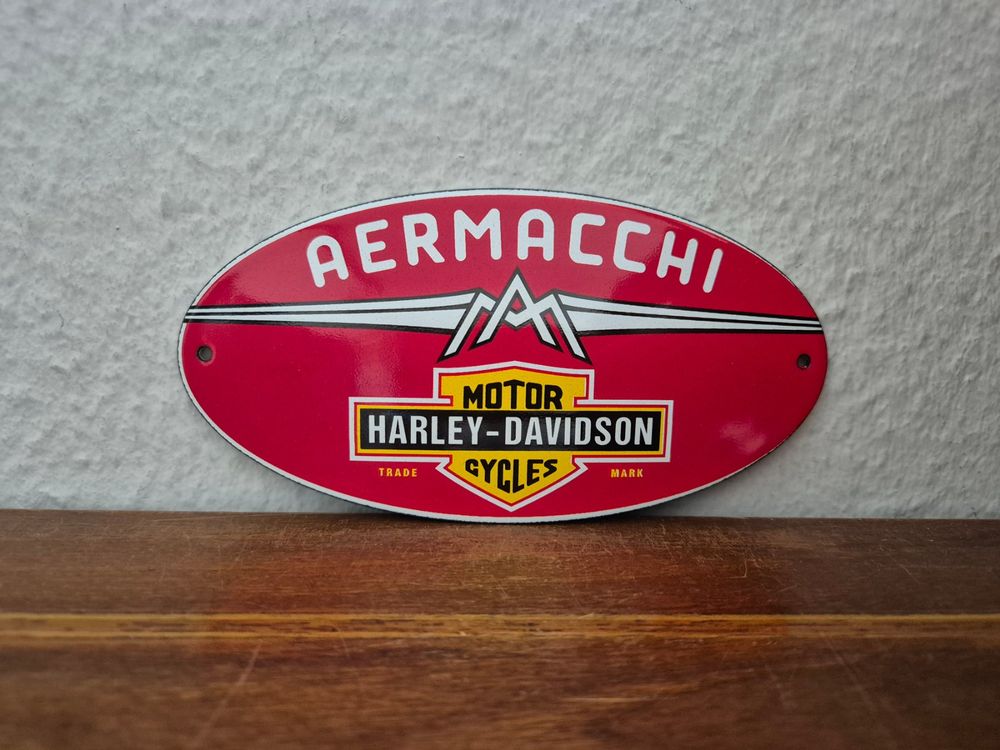 AERMACCHI
MOTOR
HARLEY-DAVIDSON
CYCLES
TRADE MARK